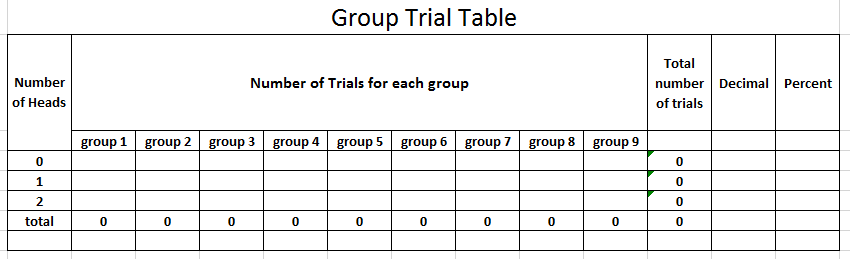 Group Trial Table
Number of Heads
Number of Trials for each group
Total number of trials
Decimal
Percent
group 1 group 2 group 3 group 4 group 5 group 6 group 7 group 8 group 9
0 0
1 0
2 0
total 0 0 0 0 0 0 0 0 0 0